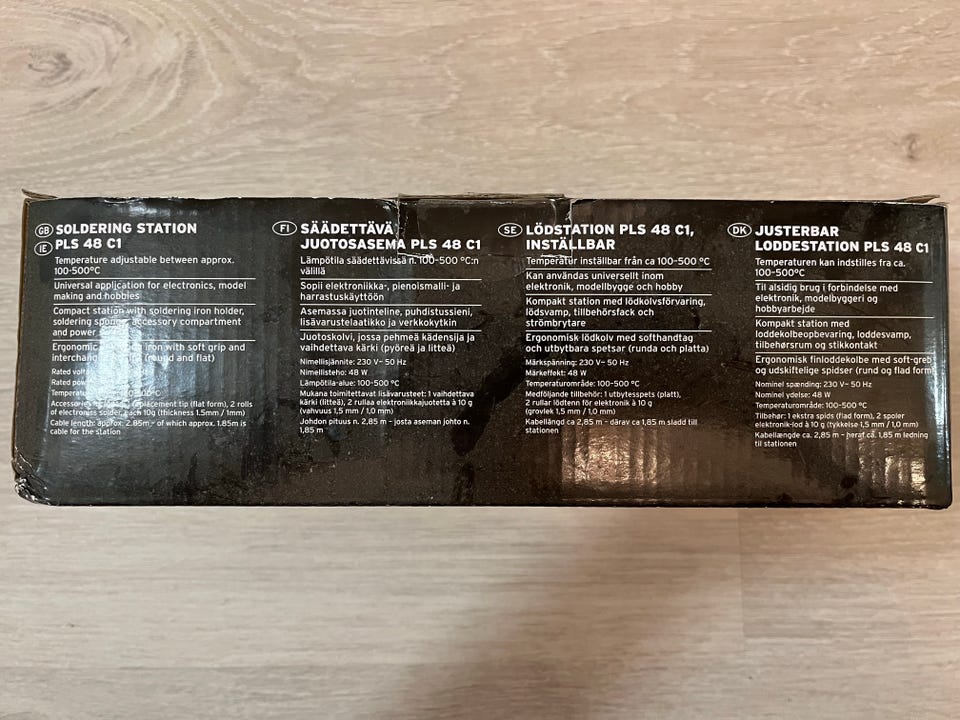 GB SOLDERING STATION
IE PLS 48 C1
Temperature adjustable between approx.
100-500°C
Universal application for electronics, model
making and hobbies
Compact station with soldering iron holder,
soldering sponge, accessory compartment
and power
Ergonomic iron with soft grip and
(round and flat)
Rated
Rated
100-500°C
replacement tip (flat form), 2 rolls
of electronics solder, each 10g (thickness 1.5mm / 1mm)
Cable length: approx. 2.85m - of which approx. 1.85m is
cable for the station
FI SÄÄDETTÄVÄ
JUOTOSASEMA PLS 48 C1
Lämpötila säädettävissä n. 100-500 °C:n
välillä
Sopii elektroniikka-, pienoismalli- ja
harrastuskäyttöön
Asemassa juotinteline, puhdistussieni,
lisävarustelaatikko ja verkkokytkin
Juotoskolvi, jossa pehmeä kädensija ja
vaihdettava kärki (pyöreä ja litteä)
Nimellisjännite: 230 V~ 50 Hz
Nimellisteho: 48 W
Lämpötila-alue: 100-500 °C
Mukana toimitettavat lisävarusteet: 1 vaihdettava
kärki (litteä), 2 rullaa elektroniikkajuotetta à 10 g
(vahvuus 1,5 mm / 1,0 mm)
Johdon pituus n. 2,85 m - josta aseman johto n.
1,85 m
SE LÖDSTATION PLS 48 C1,
INSTÄLLBAR
Temperatur inställbar från ca 100-500 °C
Kan användas universellt inom
elektronik, modellbygge och hobby
Kompakt station med lödkolvsförvaring,
lödsvamp, tillbehörsfack och
strömbrytare
Ergonomisk lödkolv med softhandtag
och utbytbara spetsar (runda och platta)
Märkspänning: 230 V~ 50 Hz
Märkeffekt: 48 W
Temperaturområde: 100-500 °C
Medföljande tillbehör: 1 utbytesspets (platt),
2 rullar lödtenn för elektronik à 10 g
(grovlek 1,5 mm / 1,0 mm)
Kabellängd ca 2,85 m - därav ca 1,85 m sladd till
stationen
DK JUSTERBAR
LODDESTATION PLS 48 C1
Temperaturen kan indstilles fra ca.
100-500°C
Til alsidig brug i forbindelse med
elektronik, modelbyggeri og
hobbyarbejde
Kompakt station med
loddekolbeopbevaring, loddesvamp,
tilbehørsrum og stikkontakt
Ergonomisk finloddekolbe med soft-greb
og udskiftelige spidser (rund og flad form)
Nominel spænding: 230 V~ 50 Hz
Nominel ydelse: 48 W
Temperaturområde: 100-500 °C
Tilbehør: 1 ekstra spids (flad form), 2 spoler
elektronik-lod à 10 g (tykkelse 1,5 mm / 1,0 mm)
Kabellængde ca. 2,85 m - heraf ca. 1,85 m ledning
til stationen